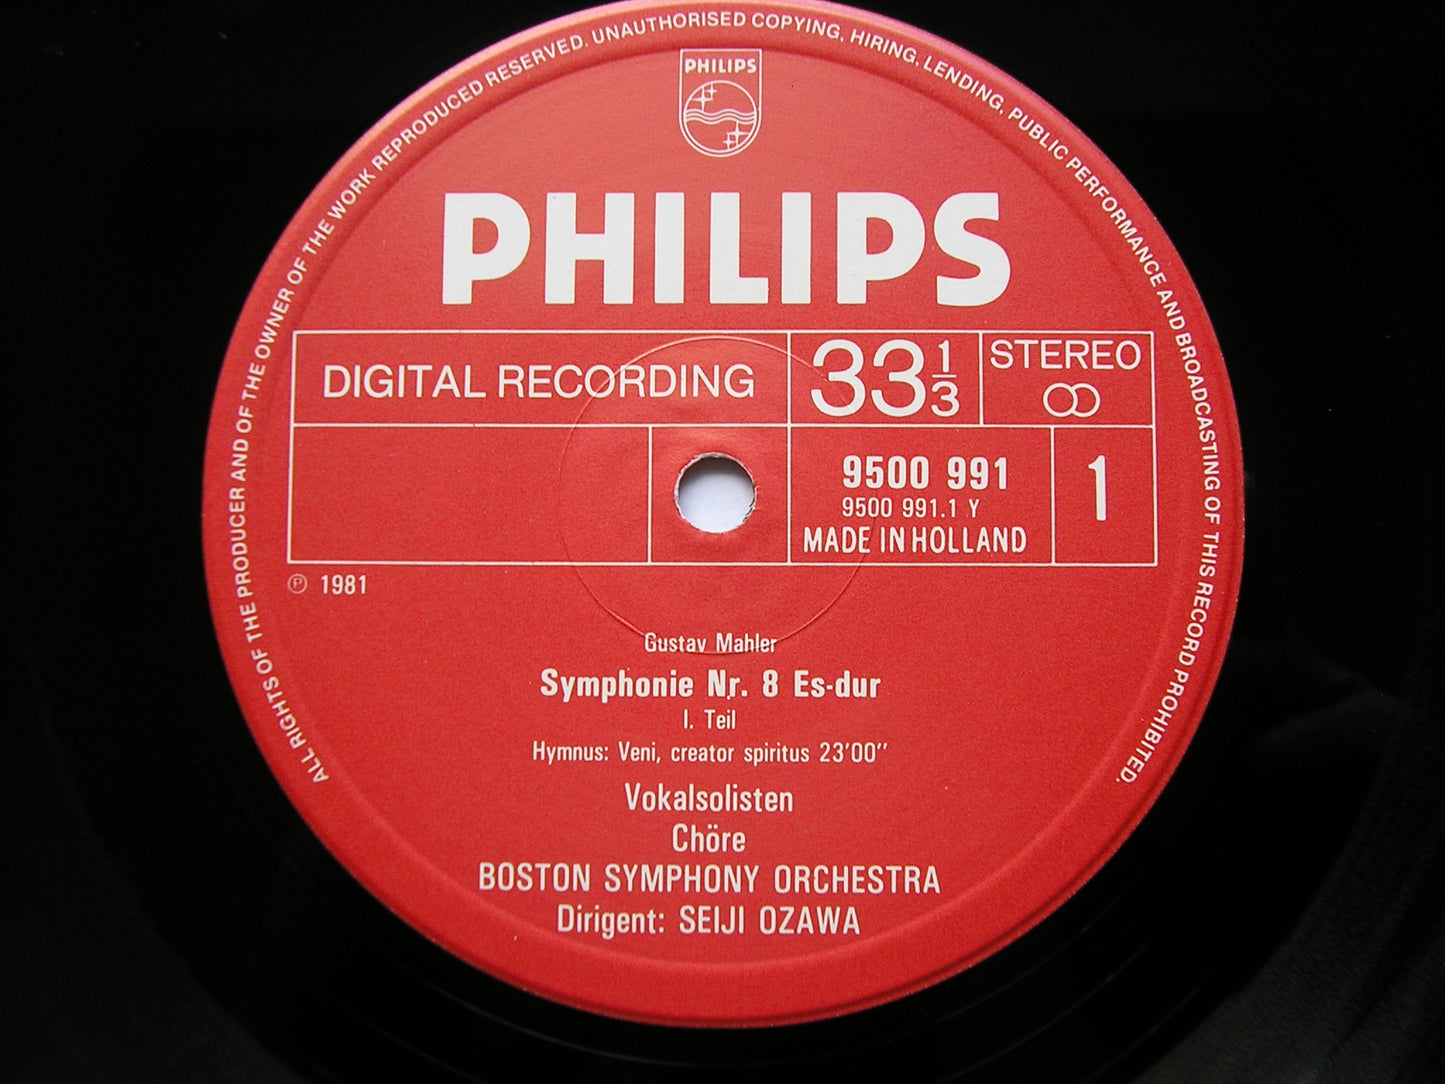 ALL RIGHTS OF THE PRODUCER AND OF THE OWNER OF THE WORK REPRODUCED RESERVED. UNAUTHORISED COPYING, HIRING, LENDING, PUBLIC PERFORMANCE AND BROADCASTING OF THIS RECORD PROHIBITED.
PHILIPS
PHILIPS
DIGITAL RECORDING
33 1/3
STEREO
9500 991
9500 991.1 Y
MADE IN HOLLAND
1
Ⓟ 1981
Gustav Mahler
Symphonie Nr. 8 Es-dur
I. Teil
Hymnus: Veni, creator spiritus 23'00''
Vokalsolisten
Chöre
BOSTON SYMPHONY ORCHESTRA
Dirigent: SEIJI OZAWA